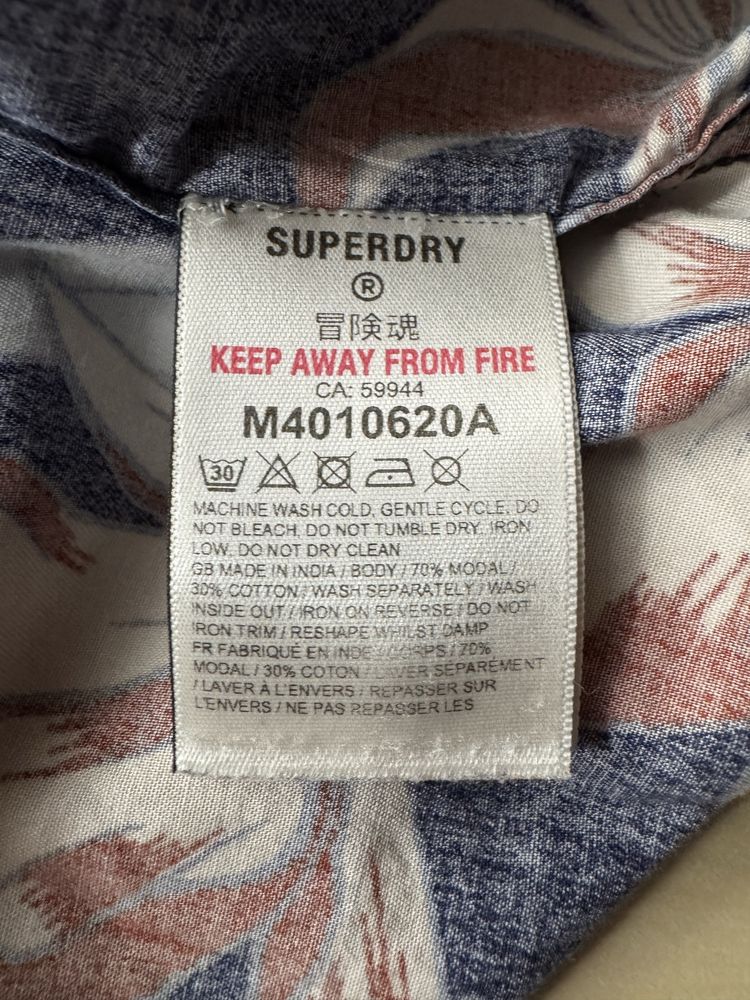 SUPERDRY
®
冒険魂
KEEP AWAY FROM FIRE
CA: 59944
M4010620A
30
MACHINE WASH COLD, GENTLE CYCLE, DO
NOT BLEACH, DO NOT TUMBLE DRY, IRON
LOW, DO NOT DRY CLEAN
GB MADE IN INDIA / BODY / 70% MODAL /
30% COTTON / WASH SEPARATELY / WASH
INSIDE OUT / IRON ON REVERSE / DO NOT
IRON TRIM / RESHAPE WHILST DAMP
FR FABRIQUÉ EN INDE / CORPS / 70%
MODAL / 30% COTON / LAVER SÉPARÉMENT
/ LAVER À L'ENVERS / REPASSER SUR
L'ENVERS / NE PAS REPASSER LES